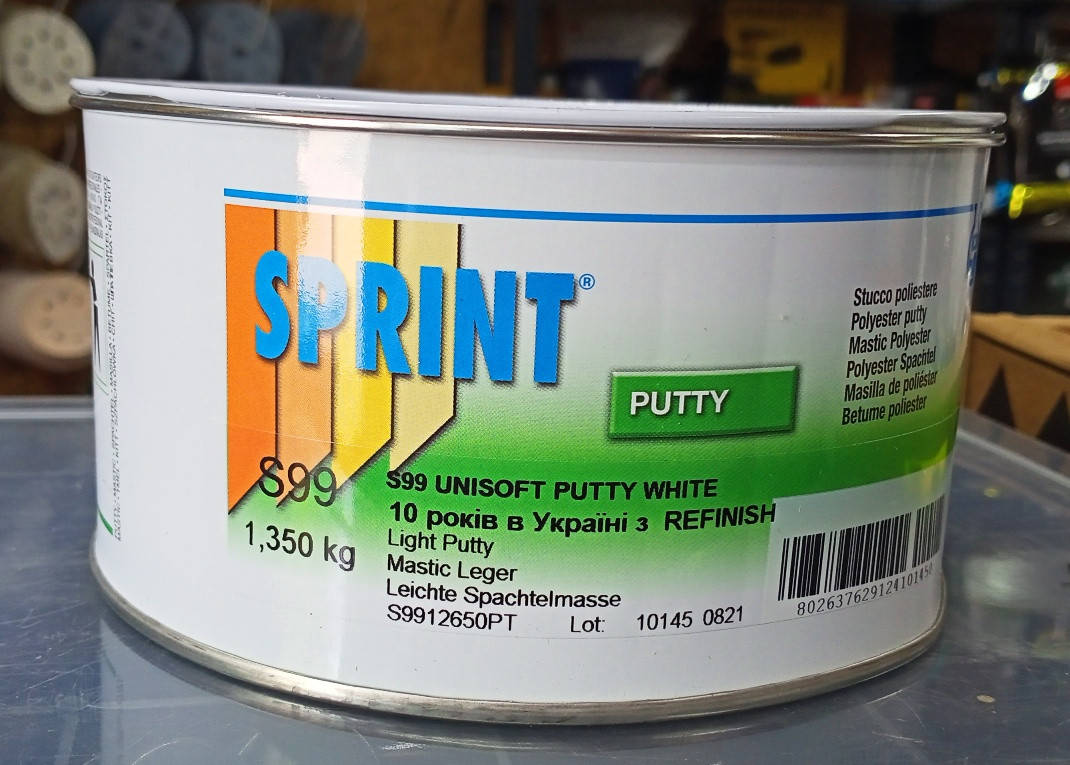 SPRINT®
PUTTY
Stucco poliestere
Polyester putty
Mastic Polyester
Polyester Spachtel
Masilla de poliéster
Betume poliester
S99
1,350 kg
S99 UNISOFT PUTTY WHITE
10 років в Україні з REFINISH
Light Putty
Mastic Leger
Leichte Spachtelmasse
S9912650PT Lot: 10145 0821